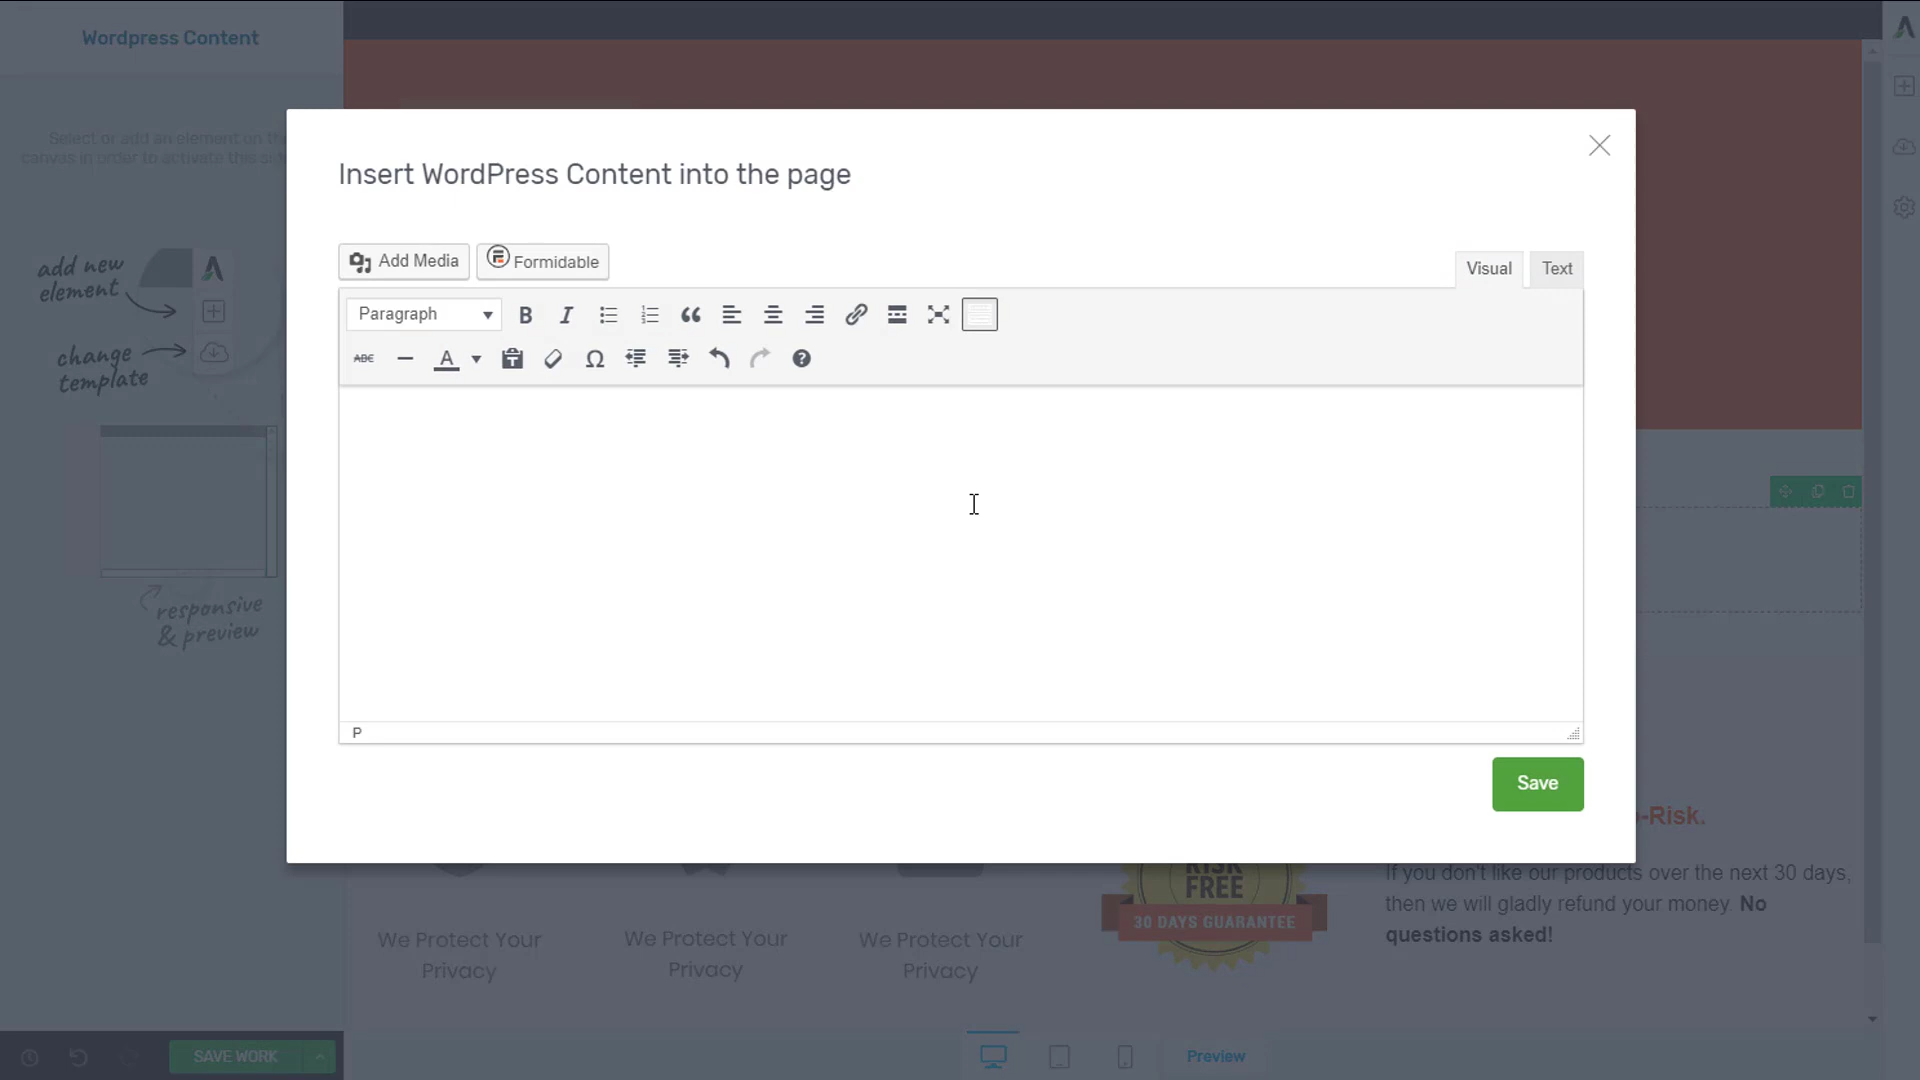 Wordpress Content
Select or add an element on the
canvas in order to activate this
add new
element
change
template
responsive
& preview
SAVE WORK
Insert WordPress Content into the page
Add Media
Formidable
Visual
Text
Paragraph
B
I
ABC
A
Ω
P
Save
-Risk.
If you don't like our products over the next 30 days,
then we will gladly refund your money. No
questions asked!
RISK
FREE
30 DAYS GUARANTEE
We Protect Your
Privacy
We Protect Your
Privacy
We Protect Your
Privacy
Preview